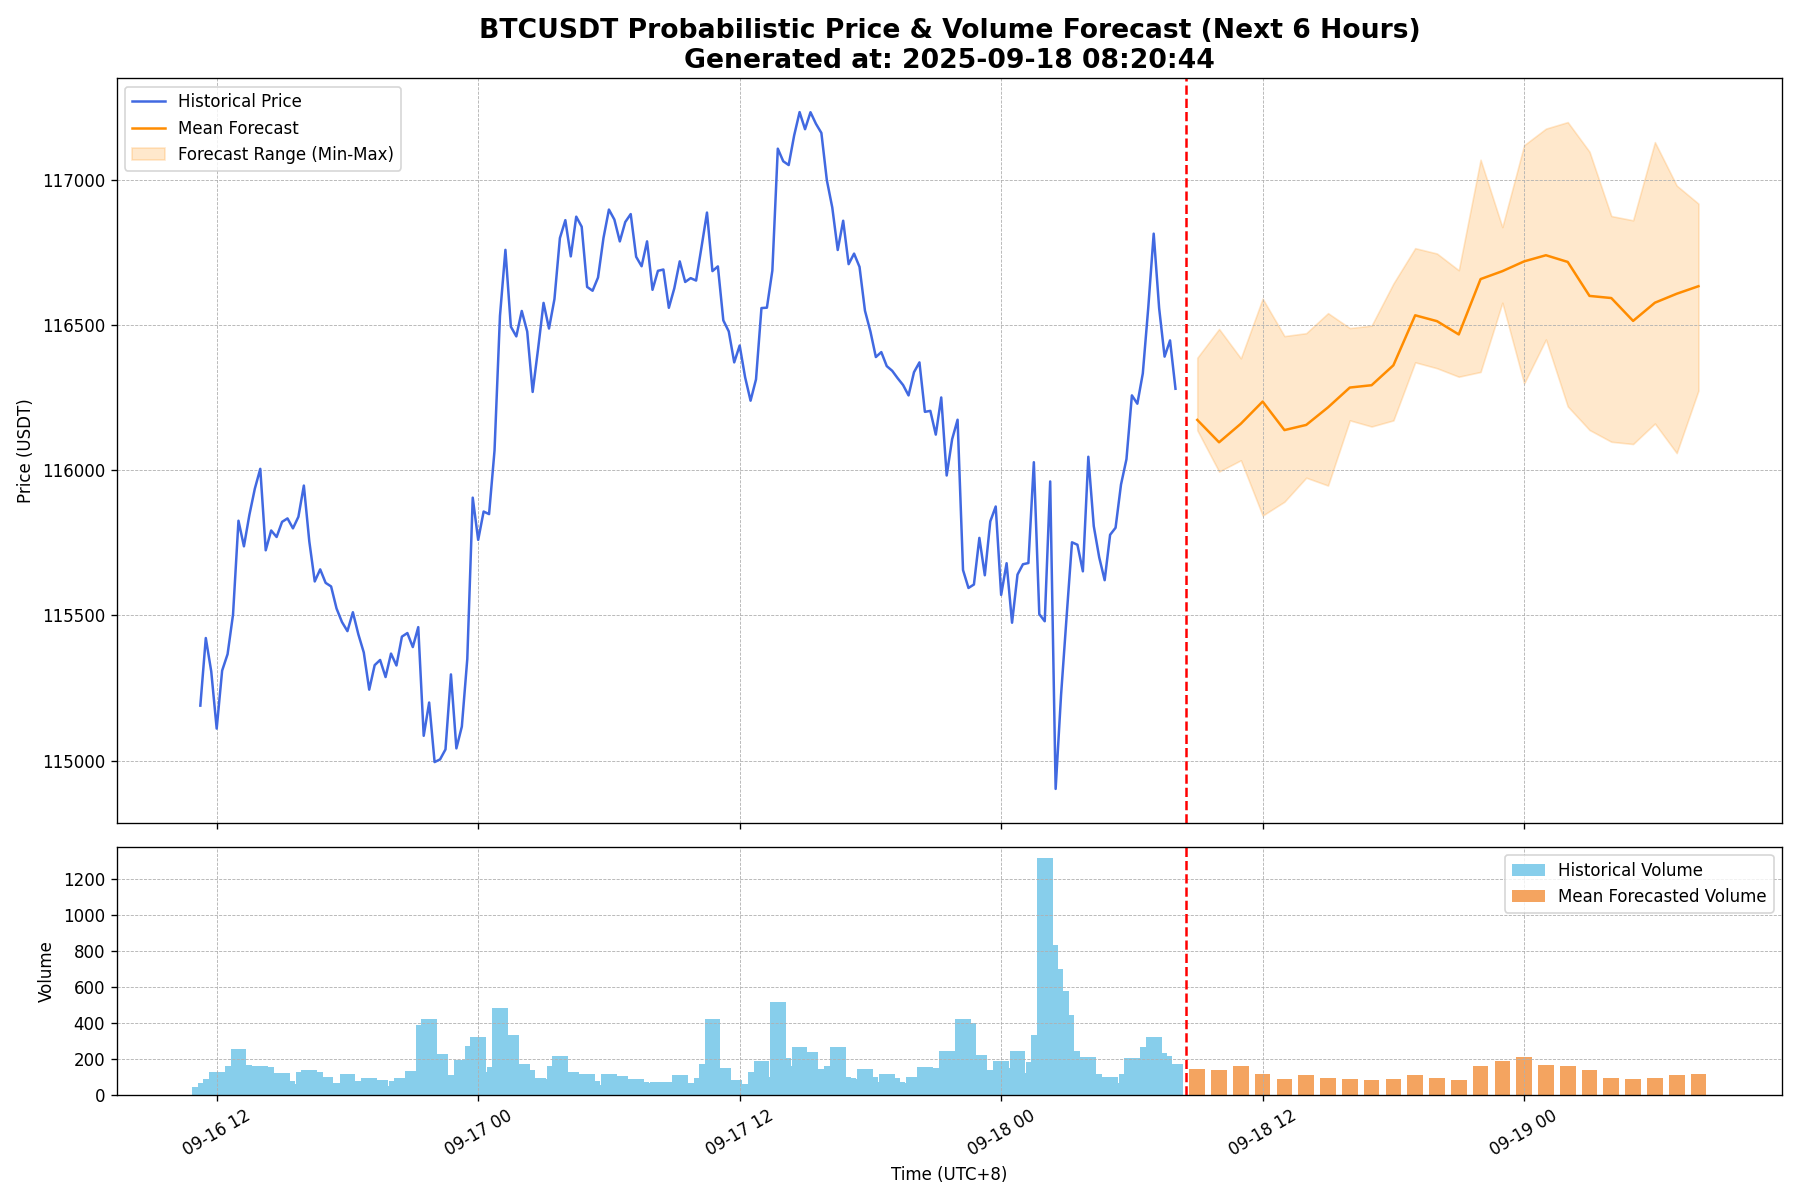 BTCUSDT Probabilistic Price & Volume Forecast (Next 6 Hours)
Generated at: 2025-09-18 08:20:44
Historical Price
Mean Forecast
Forecast Range (Min-Max)
Price (USDT)
117000
116500
116000
115500
115000
Historical Volume
Mean Forecasted Volume
Volume
1200
1000
800
600
400
200
0
09-16 12
09-17 00
09-17 12
09-18 00
09-18 12
09-19 00
Time (UTC+8)